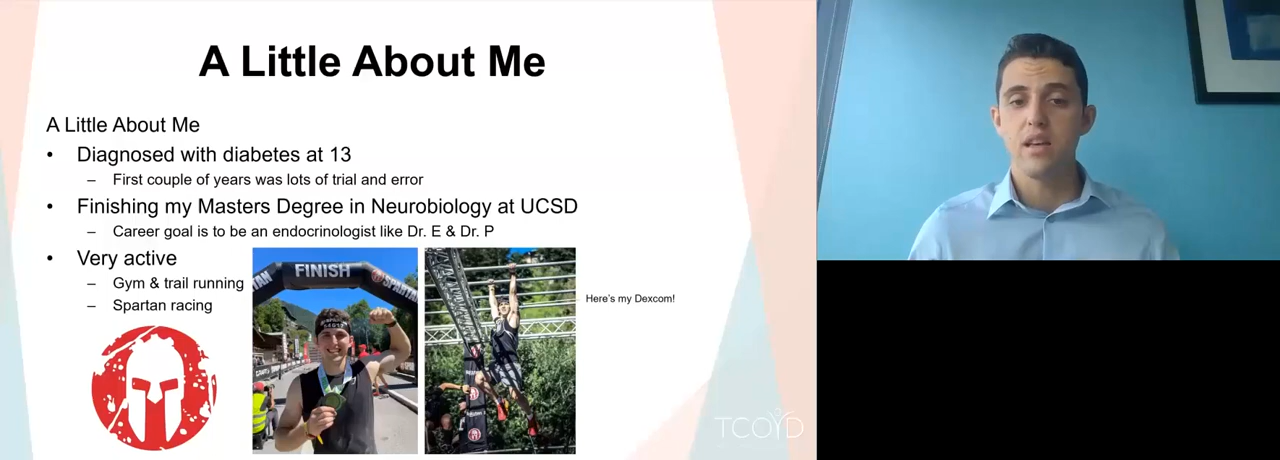 A Little About Me
A Little About Me
• Diagnosed with diabetes at 13
– First couple of years was lots of trial and error
• Finishing my Masters Degree in Neurobiology at UCSD
– Career goal is to be an endocrinologist like Dr. E & Dr. P
• Very active
– Gym & trail running
– Spartan racing
FINISH
SPARTAN
Here's my Dexcom!
TCOYD